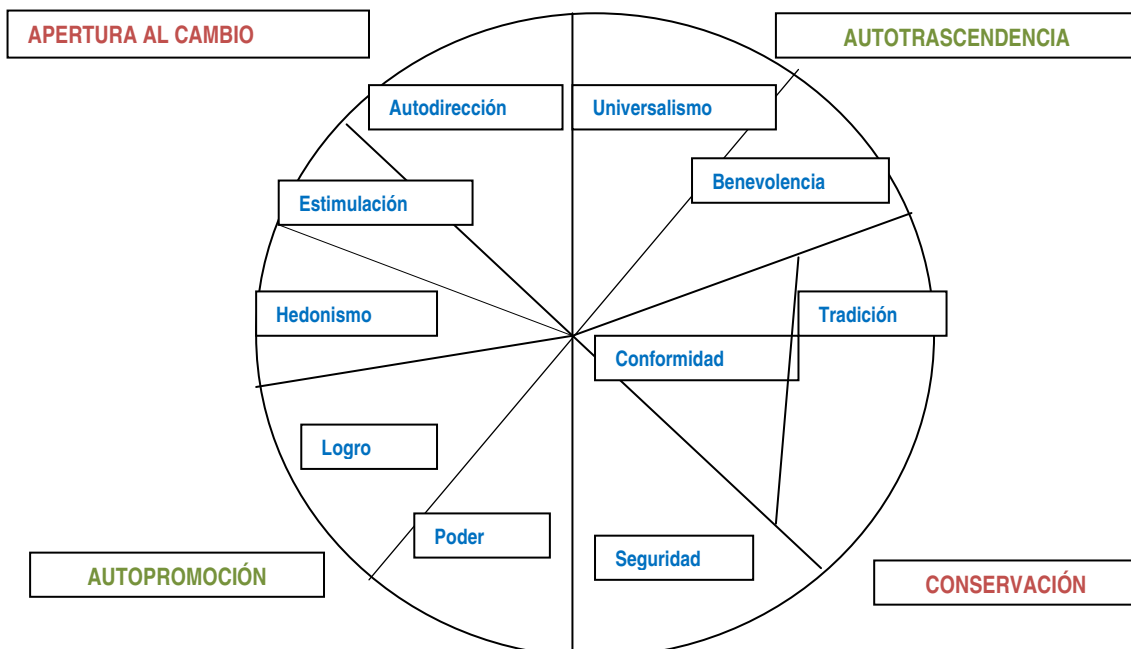 APERTURA AL CAMBIO
AUTOTRASCENDENCIA
Autodirección
Universalismo
Benevolencia
Estimulación
Hedonismo
Tradición
Conformidad
Logro
Poder
Seguridad
AUTOPROMOCIÓN
CONSERVACIÓN